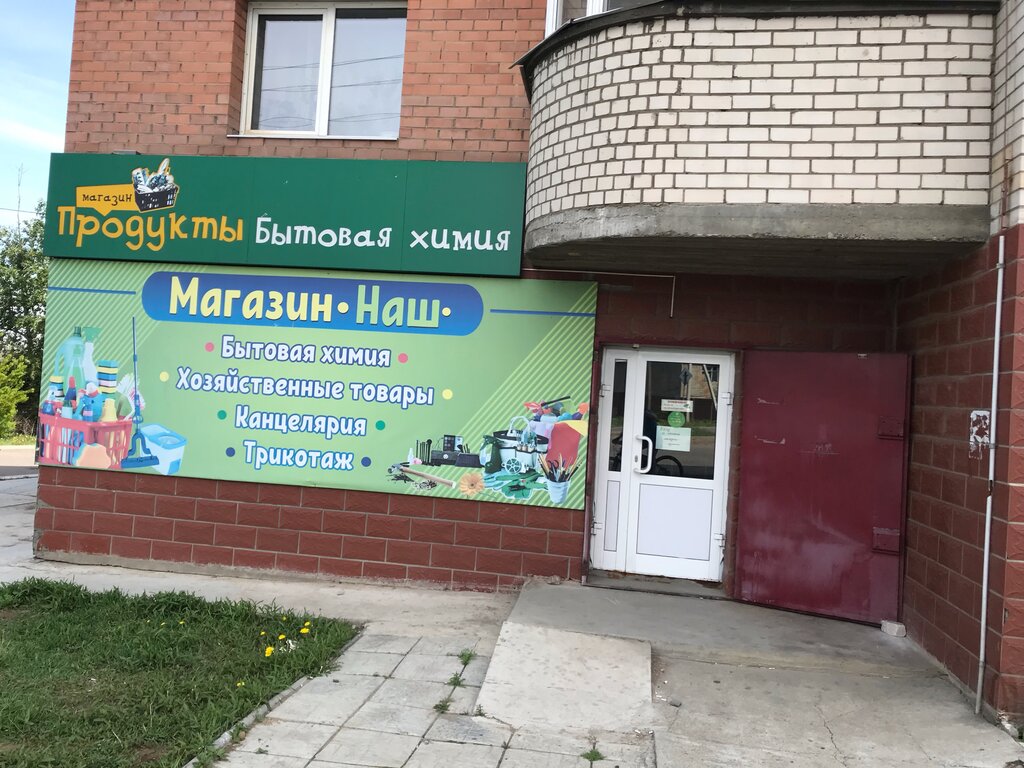 магазин
Продукты Бытовая химия
Магазин · Наш ·
• Бытовая химия •
• Хозяйственные товары •
• Канцелярия •
• Трикотаж •